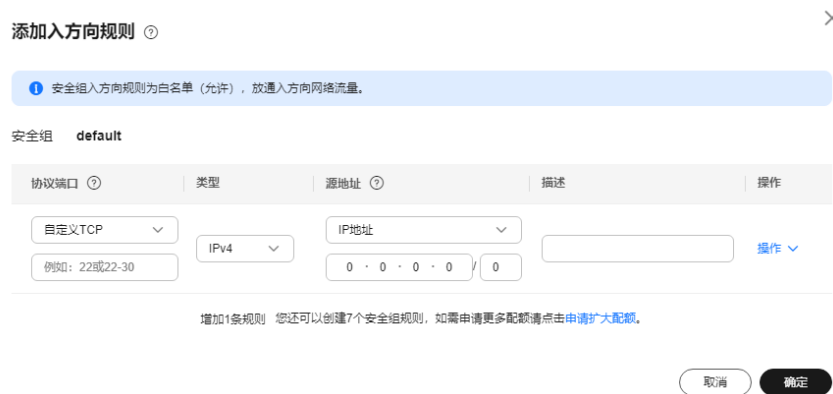 添加入方向规则 ?
安全组入方向规则为白名单（允许），放通入方向网络流量。
安全组 default
协议端口 ? 类型 源地址 ? 描述 操作
自定义TCP IPv4 IP地址 操作
例如：22或22-30 0 · 0 · 0 · 0 / 0
增加1条规则 您还可以创建7个安全组规则，如需申请更多配额请点击申请扩大配额。
取消 确定